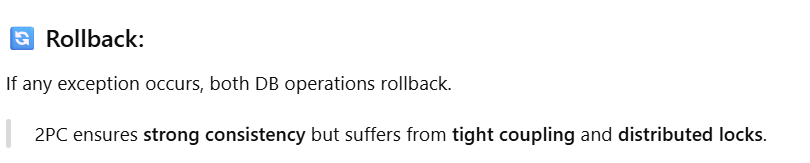 🔄 Rollback:
If any exception occurs, both DB operations rollback.
2PC ensures strong consistency but suffers from tight coupling and distributed locks.